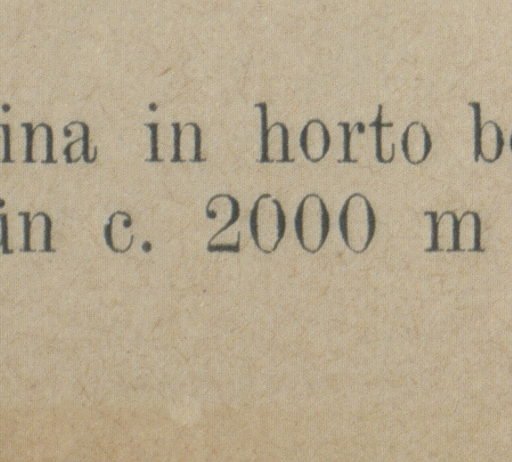 ina in horto b
in c. 2000 m